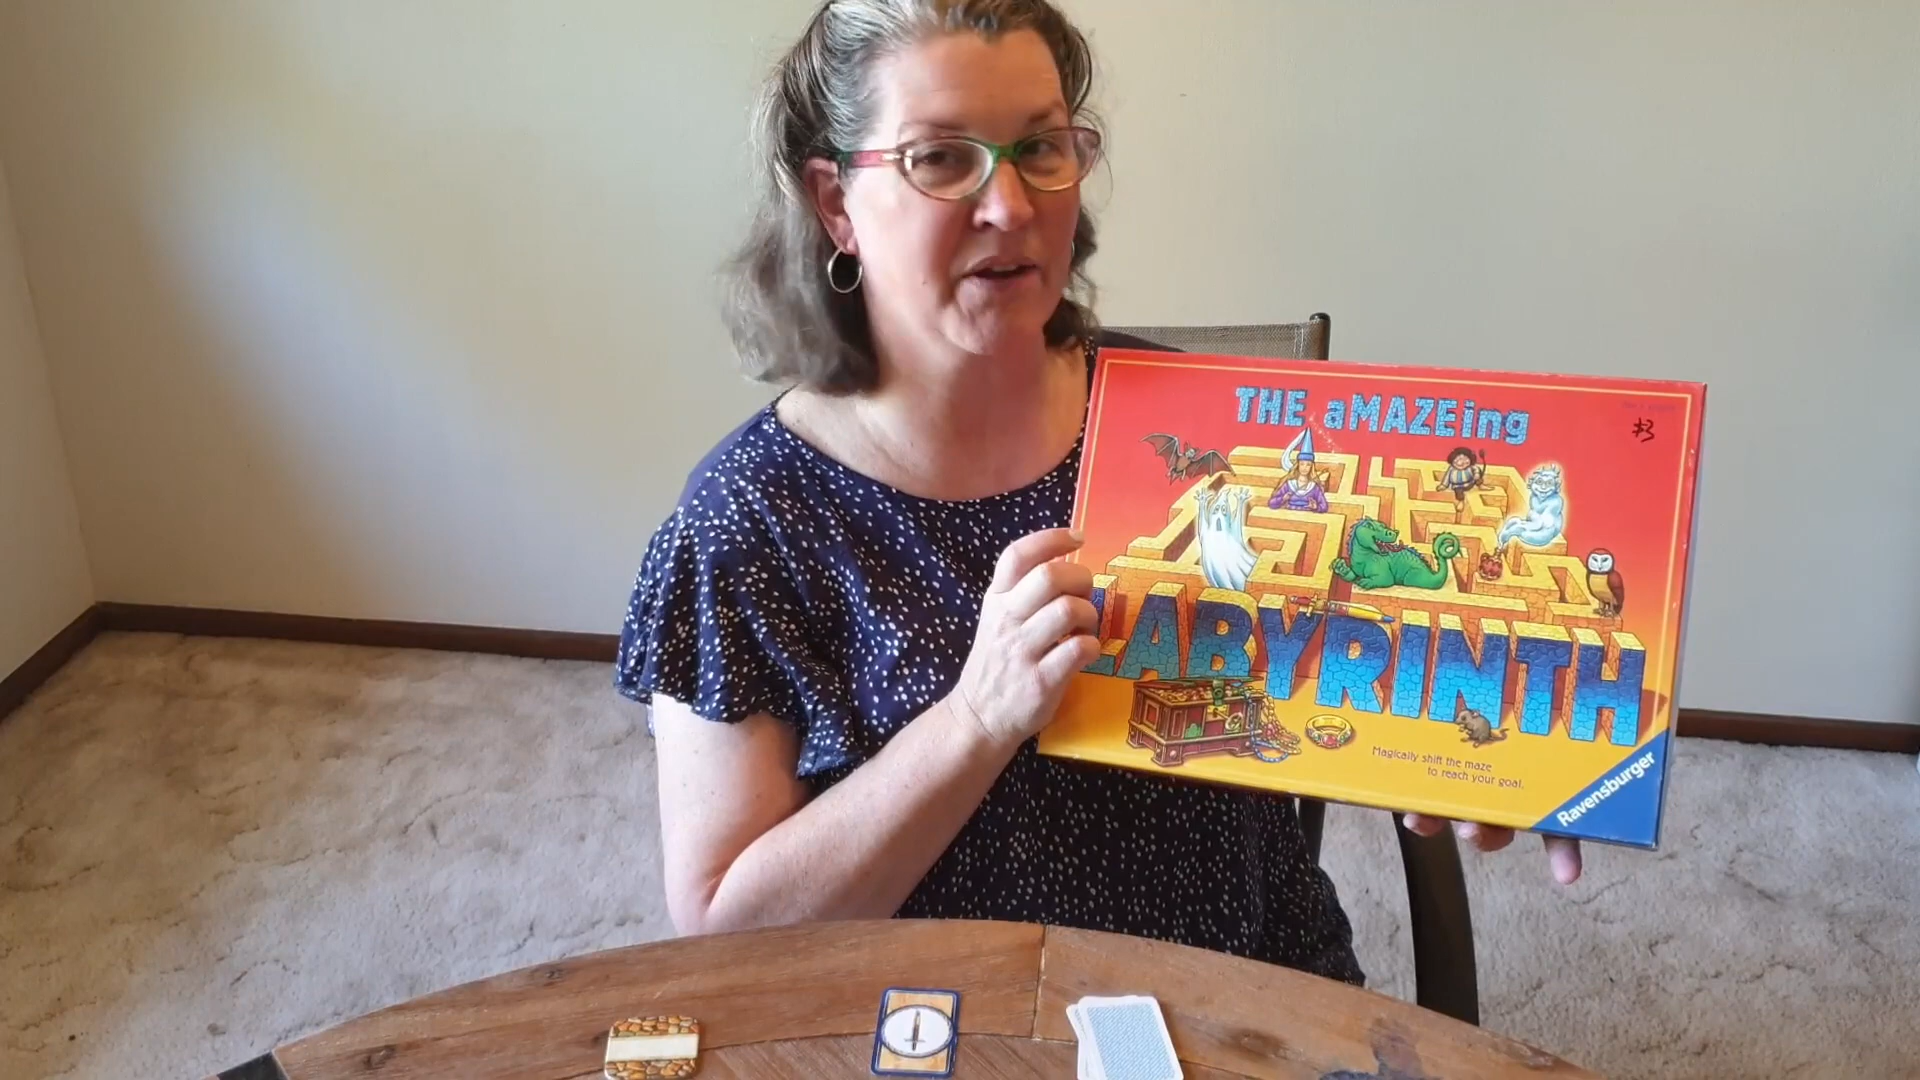 THE aMAZEing
$3
LABYRINTH
Magically shift the maze
to reach your goal.
Ravensburger